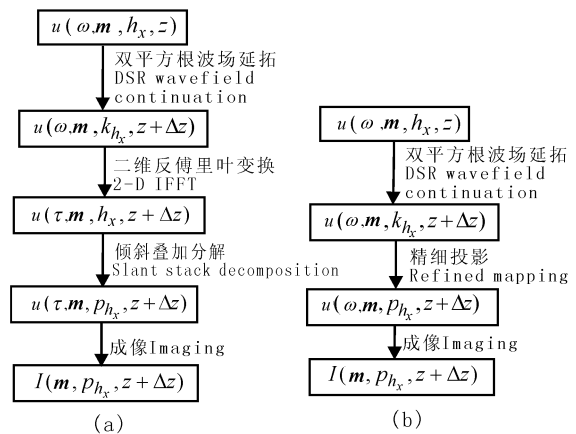 u(ω,m,h_x,z)
双平方根波场延拓
DSR wavefield
continuation
u(ω,m,k_{h_x},z+Δz)
二维反傅里叶变换
2-D IFFT
u(τ,m,h_x,z+Δz)
倾斜叠加分解
Slant stack decomposition
u(τ,m,p_{h_x},z+Δz)
成像Imaging
I(m,p_{h_x},z+Δz)
(a)
u(ω,m,h_x,z)
双平方根波场延拓
DSR wavefield
continuation
u(ω,m,k_{h_x},z+Δz)
精细投影
Refined mapping
u(ω,m,p_{h_x},z+Δz)
成像Imaging
I(m,p_{h_x},z+Δz)
(b)